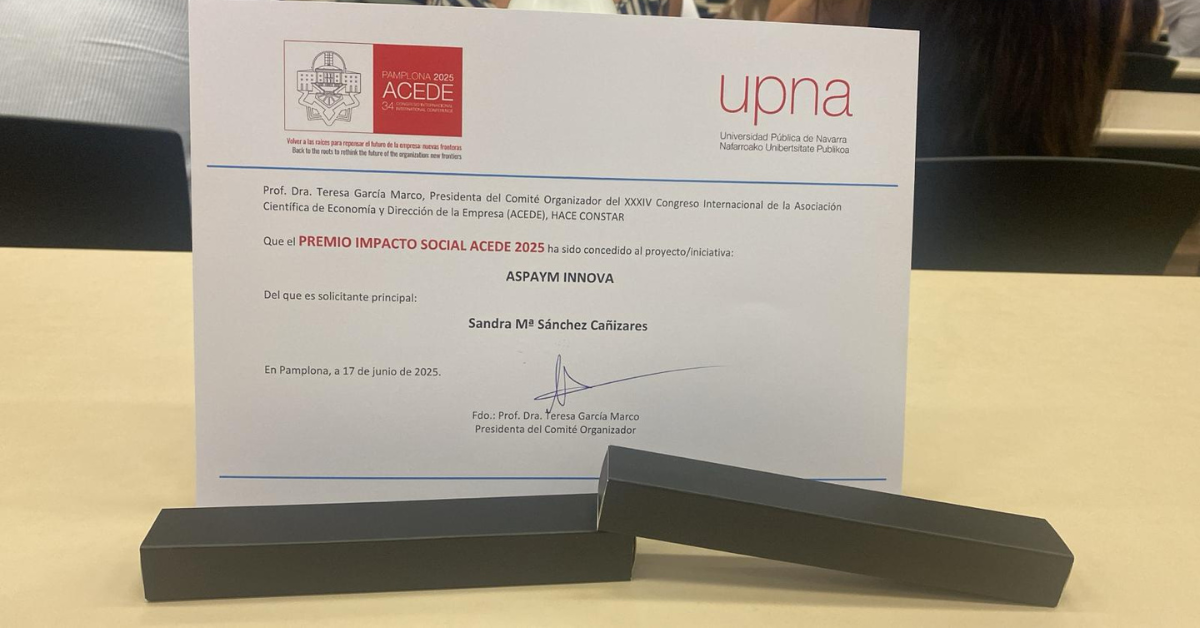 PAMPLONA 2025
ACEDE
34 CONGRESO INTERNACIONAL
INTERNATIONAL CONFERENCE
Volver a las raíces para repensar el futuro de la empresa: nuevas fronteras
Back to the roots to rethink the future of the organization: new frontiers
upna
Universidad Pública de Navarra
Nafarroako Unibertsitate Publikoa
Prof. Dra. Teresa García Marco, Presidenta del Comité Organizador del XXXIV Congreso Internacional de la Asociación
Científica de Economía y Dirección de la Empresa (ACEDE), HACE CONSTAR
Que el PREMIO IMPACTO SOCIAL ACEDE 2025 ha sido concedido al proyecto/iniciativa:
ASPAYM INNOVA
Del que es solicitante principal:
Sandra Mª Sánchez Cañizares
En Pamplona, a 17 de junio de 2025.
Fdo.: Prof. Dra. Teresa García Marco
Presidenta del Comité Organizador